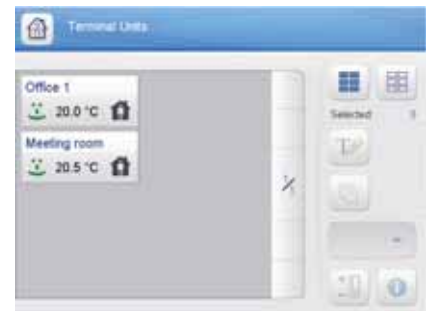 Terminal Units
Office 1
20.0 °C
Meeting room
20.5 °C
Selected